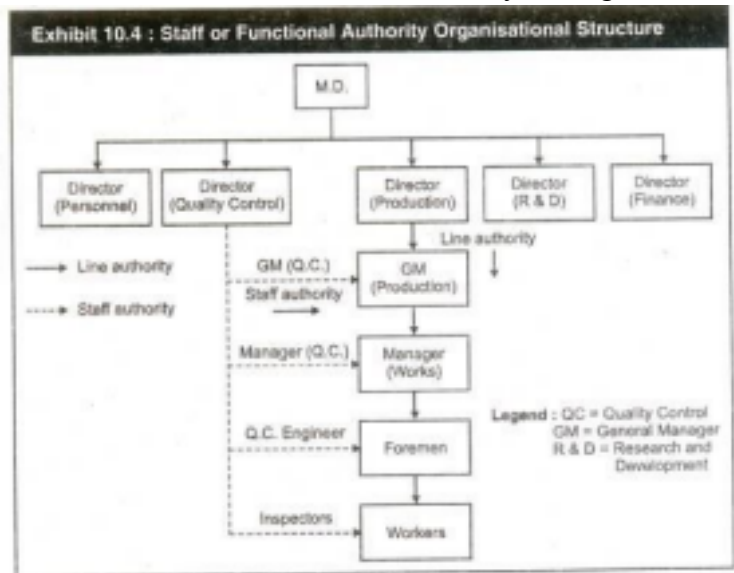 Exhibit 10.4 : Staff or Functional Authority Organisational Structure
M.D.
Director
(Personnel)
Director
(Quality Control)
Director
(Production)
Director
(R & D)
Director
(Finance)
Line authority
Line authority
Staff authority
GM (Q.C.)
Staff authority
GM
(Production)
Manager (Q.C.)
Manager
(Works)
Q.C. Engineer
Foremen
Inspectors
Workers
Legend : QC = Quality Control
GM = General Manager
R & D = Research and
Development